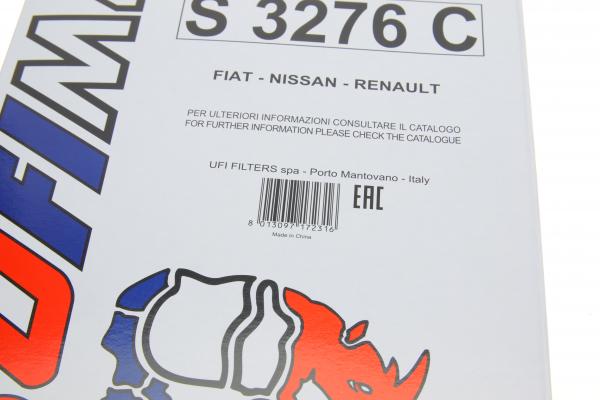 S 3276 C
FIAT - NISSAN - RENAULT
PER ULTERIORI INFORMAZIONI CONSULTARE IL CATALOGO
FOR FURTHER INFORMATION PLEASE CHECK THE CATALOGUE
UFI FILTERS spa - Porto Mantovano - Italy
EAC
8 013097 172316
Made in China